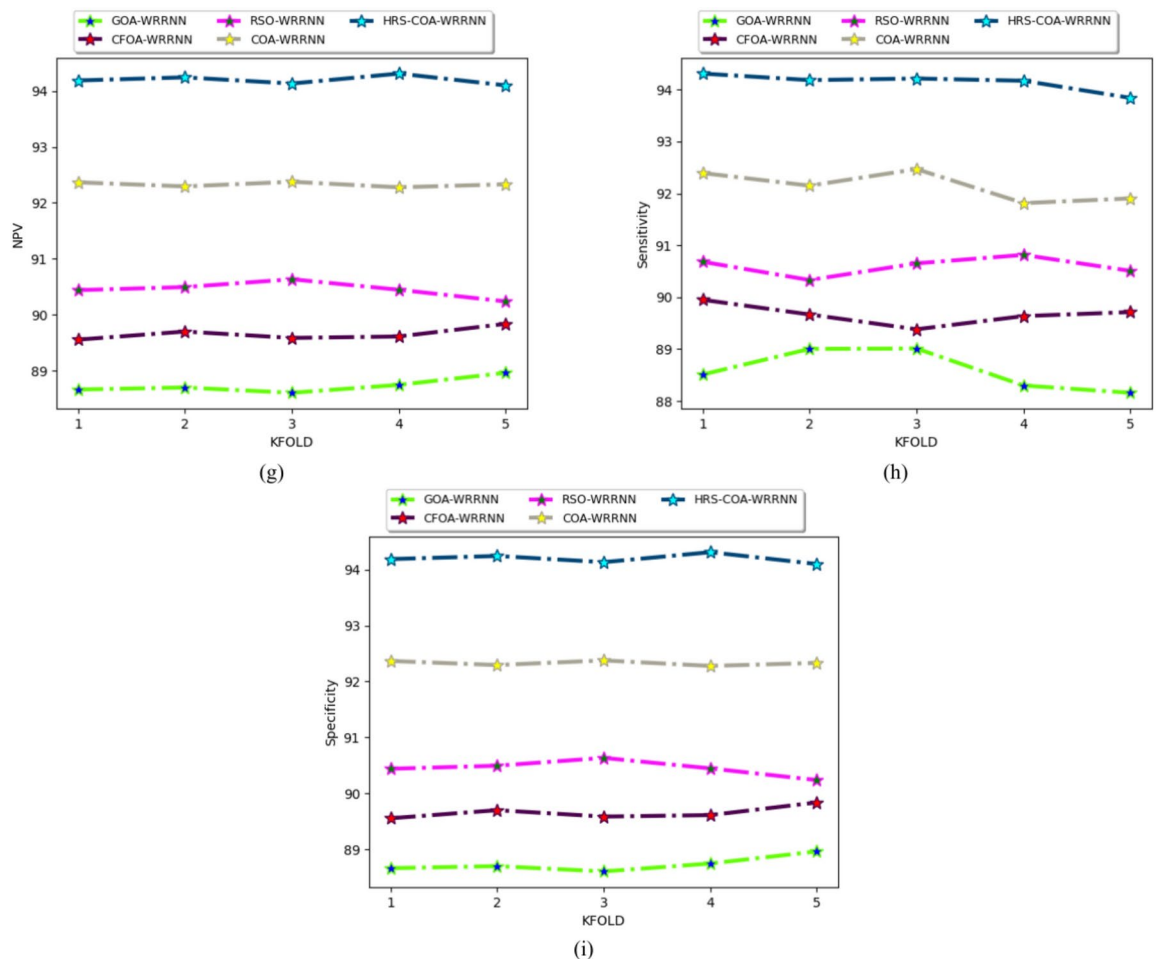 GOA-WRRNN RSO-WRRNN HRS-COA-WRRNN
CFOA-WRRNN COA-WRRNN
94
93
92
91
90
89
NPV
1 2 3 4 5
KFOLD
(g)
GOA-WRRNN RSO-WRRNN HRS-COA-WRRNN
CFOA-WRRNN COA-WRRNN
94
93
92
91
90
89
88
Sensitivity
1 2 3 4 5
KFOLD
(h)
GOA-WRRNN RSO-WRRNN HRS-COA-WRRNN
CFOA-WRRNN COA-WRRNN
94
93
92
91
90
89
Specificity
1 2 3 4 5
KFOLD
(i)